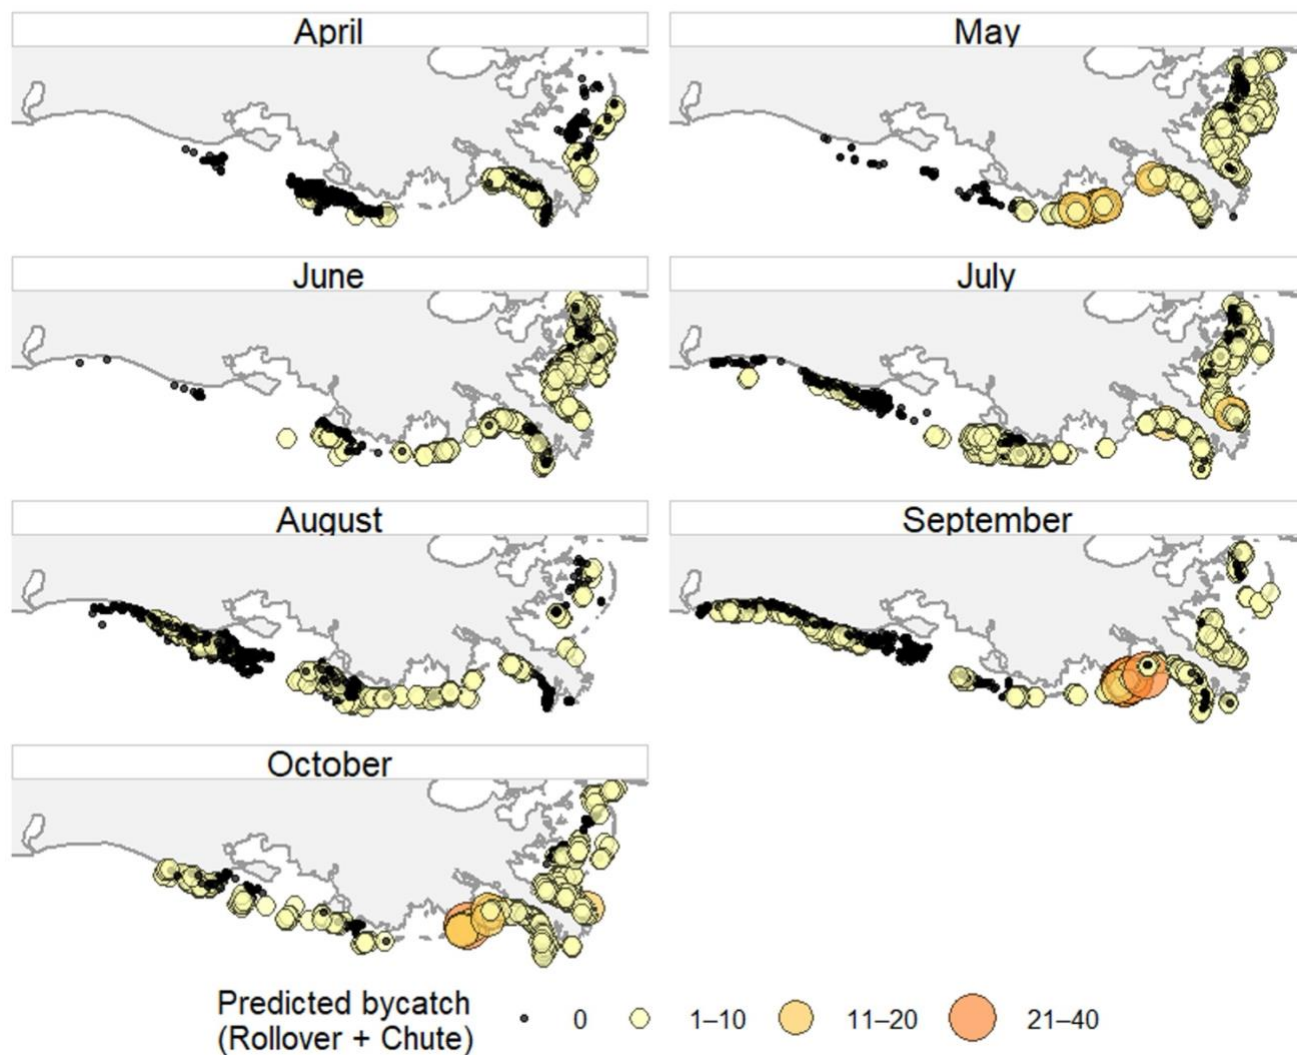 April
May
June
July
August
September
October
Predicted bycatch
(Rollover + Chute)
0
1–10
11–20
21–40